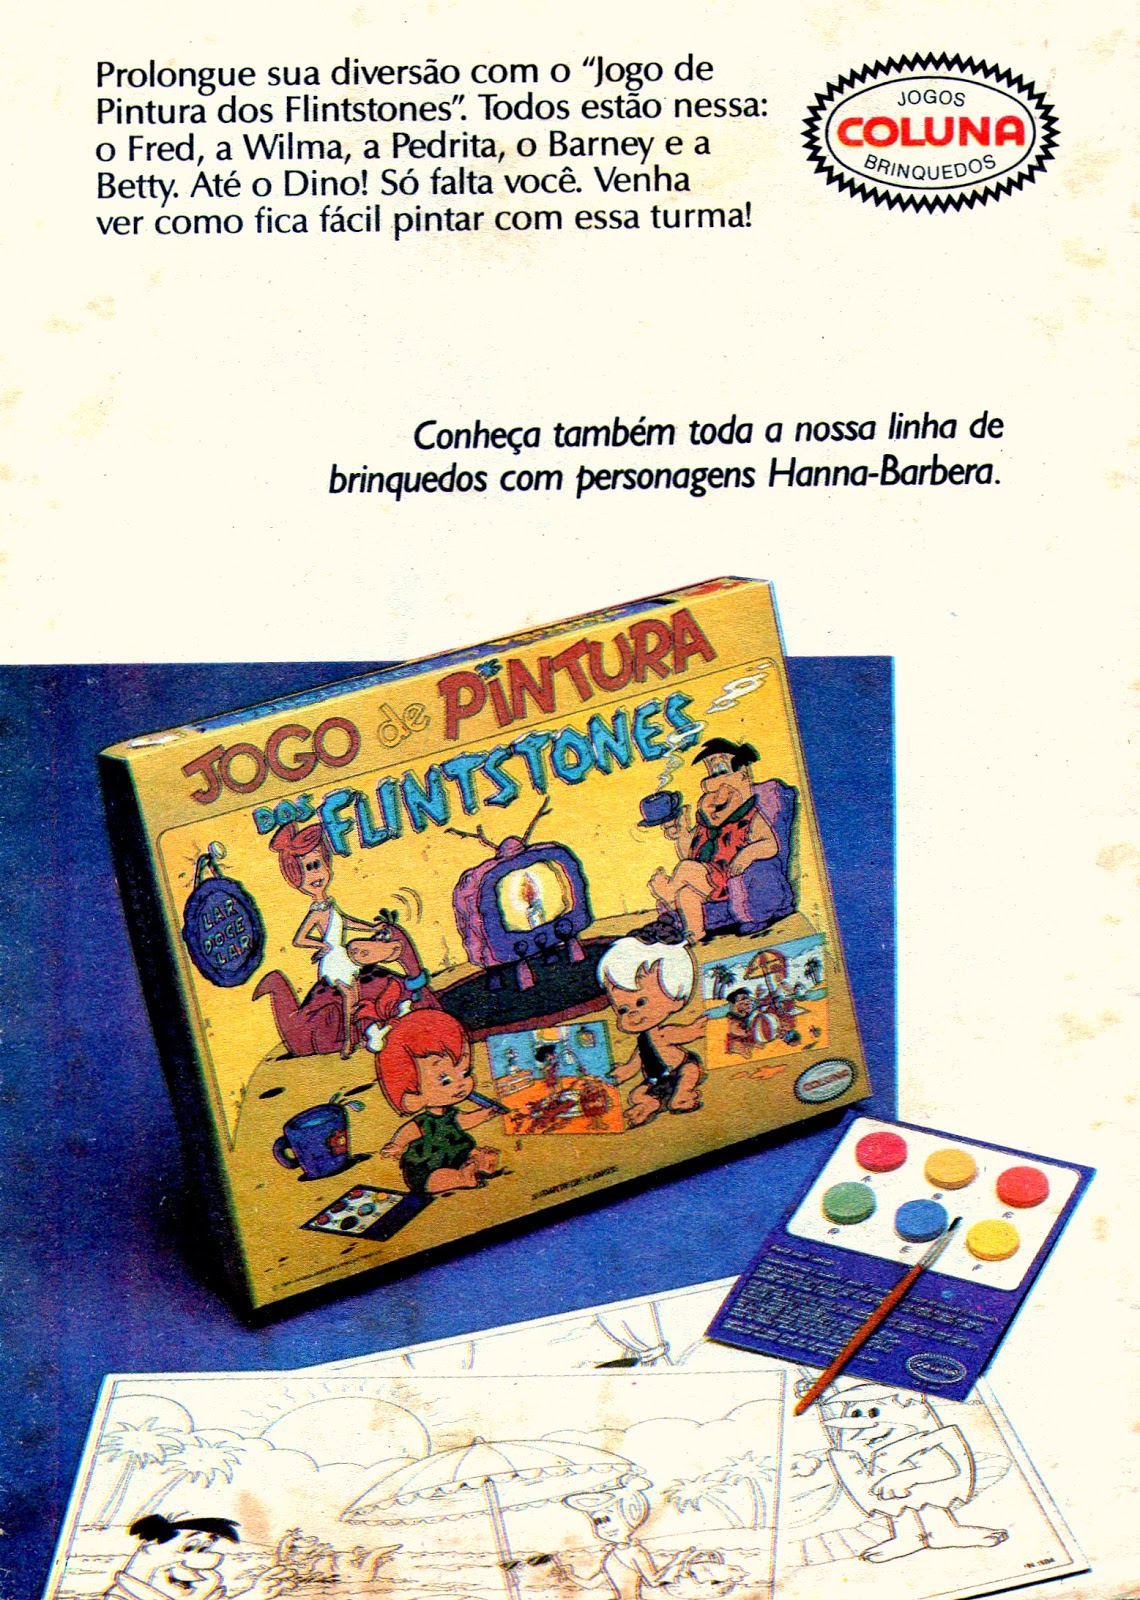 Prolongue sua diversão com o “Jogo de
Pintura dos Flintstones”. Todos estão nessa:
o Fred, a Wilma, a Pedrita, o Barney e a
Betty. Até o Dino! Só falta você. Venha
ver como fica fácil pintar com essa turma!
JOGOS
COLUNA
BRINQUEDOS
Conheça também toda a nossa linha de
brinquedos com personagens Hanna-Barbera.
JOGO de PINTURA
DOS FLINTSTONES
LAR
DOCE
LAR
COLUNA